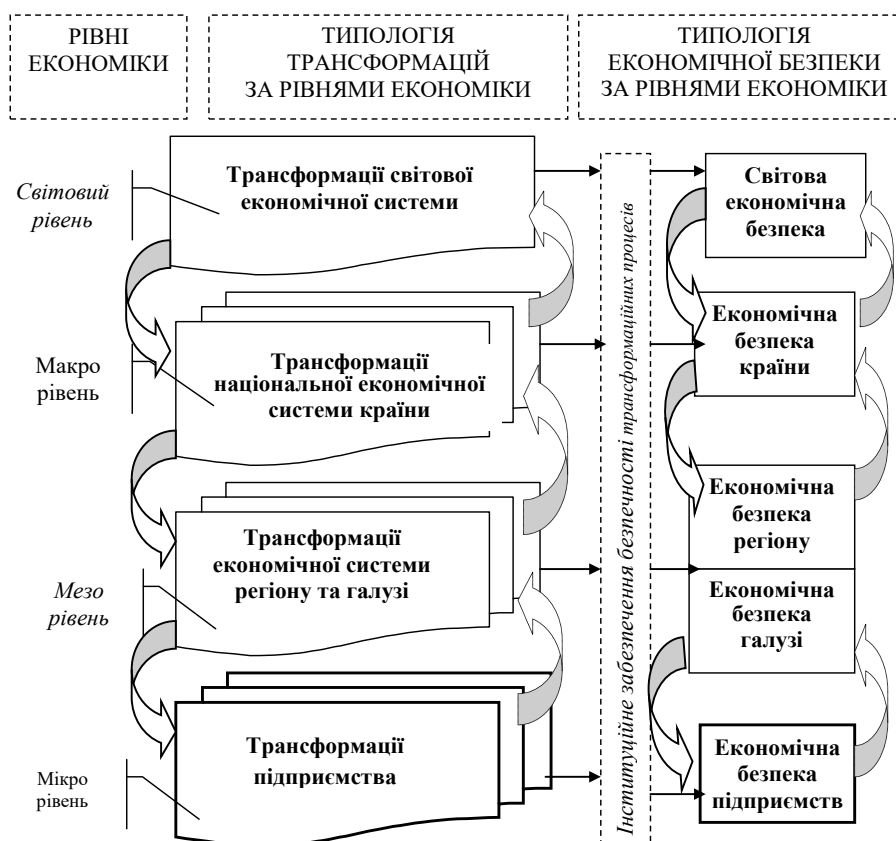 РІВНІ
ЕКОНОМІКИ
ТИПОЛОГІЯ
ТРАНСФОРМАЦІЙ
ЗА РІВНЯМИ ЕКОНОМІКИ
ТИПОЛОГІЯ
ЕКОНОМІЧНОЇ БЕЗПЕКИ
ЗА РІВНЯМИ ЕКОНОМІКИ
Світовий
рівень
Трансформації світової
економічної системи
Світова
економічна
безпека
Макро
рівень
Трансформації
національної економічної
системи країни
Економічна
безпека
країни
Мезо
рівень
Трансформації
економічної системи
регіону та галузі
Економічна
безпека
регіону
Економічна
безпека
галузі
Мікро
рівень
Трансформації
підприємства
Економічна
безпека
підприємств
Інституційне забезпечення безпечності трансформаційних процесів